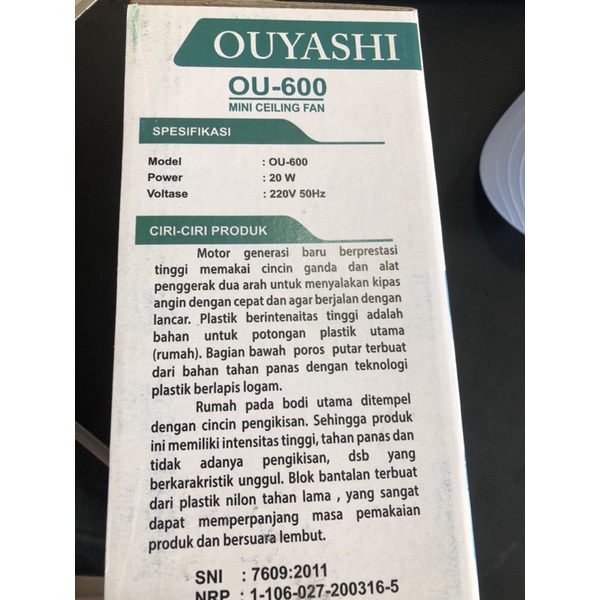 OUYASHI
OU-600
MINI CEILING FAN
SPESIFIKASI
Model : OU-600
Power : 20 W
Voltase : 220V 50Hz
CIRI-CIRI PRODUK
Motor generasi baru berprestasi
tinggi memakai cincin ganda dan alat
penggerak dua arah untuk menyalakan kipas
angin dengan cepat dan agar berjalan dengan
lancar. Plastik berintenaitas tinggi adalah
bahan untuk potongan plastik utama
(rumah). Bagian bawah poros putar terbuat
dari bahan tahan panas dengan teknologi
plastik berlapis logam.
Rumah pada bodi utama ditempel
dengan cincin pengikisan. Sehingga produk
ini memiliki intensitas tinggi, tahan panas dan
tidak adanya pengikisan, dsb yang
berkarakristik unggul. Blok bantalan terbuat
dari plastik nilon tahan lama , yang sangat
dapat memperpanjang masa pemakaian
produk dan bersuara lembut.
SNI : 7609:2011
NRP : 1-106-027-200316-5